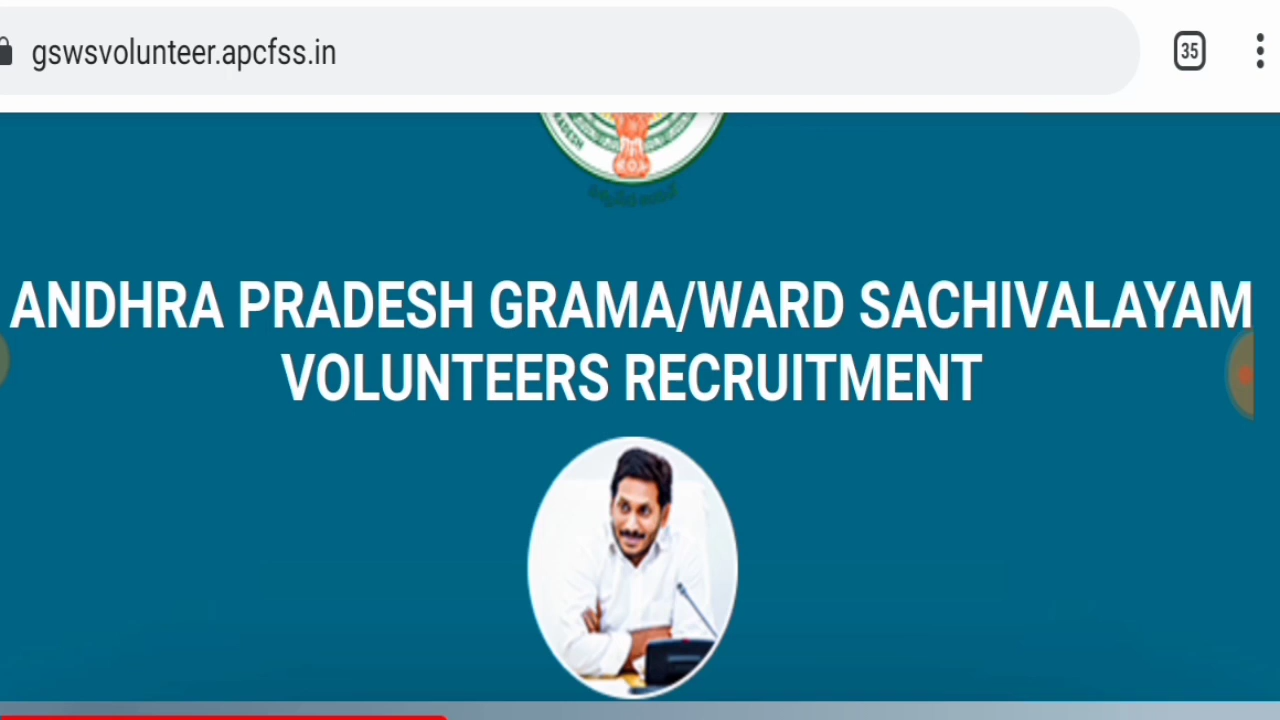 gswsvolunteer.apcfss.in
35
ANDHRA PRADESH GRAMA/WARD SACHIVALAYAM
VOLUNTEERS RECRUITMENT